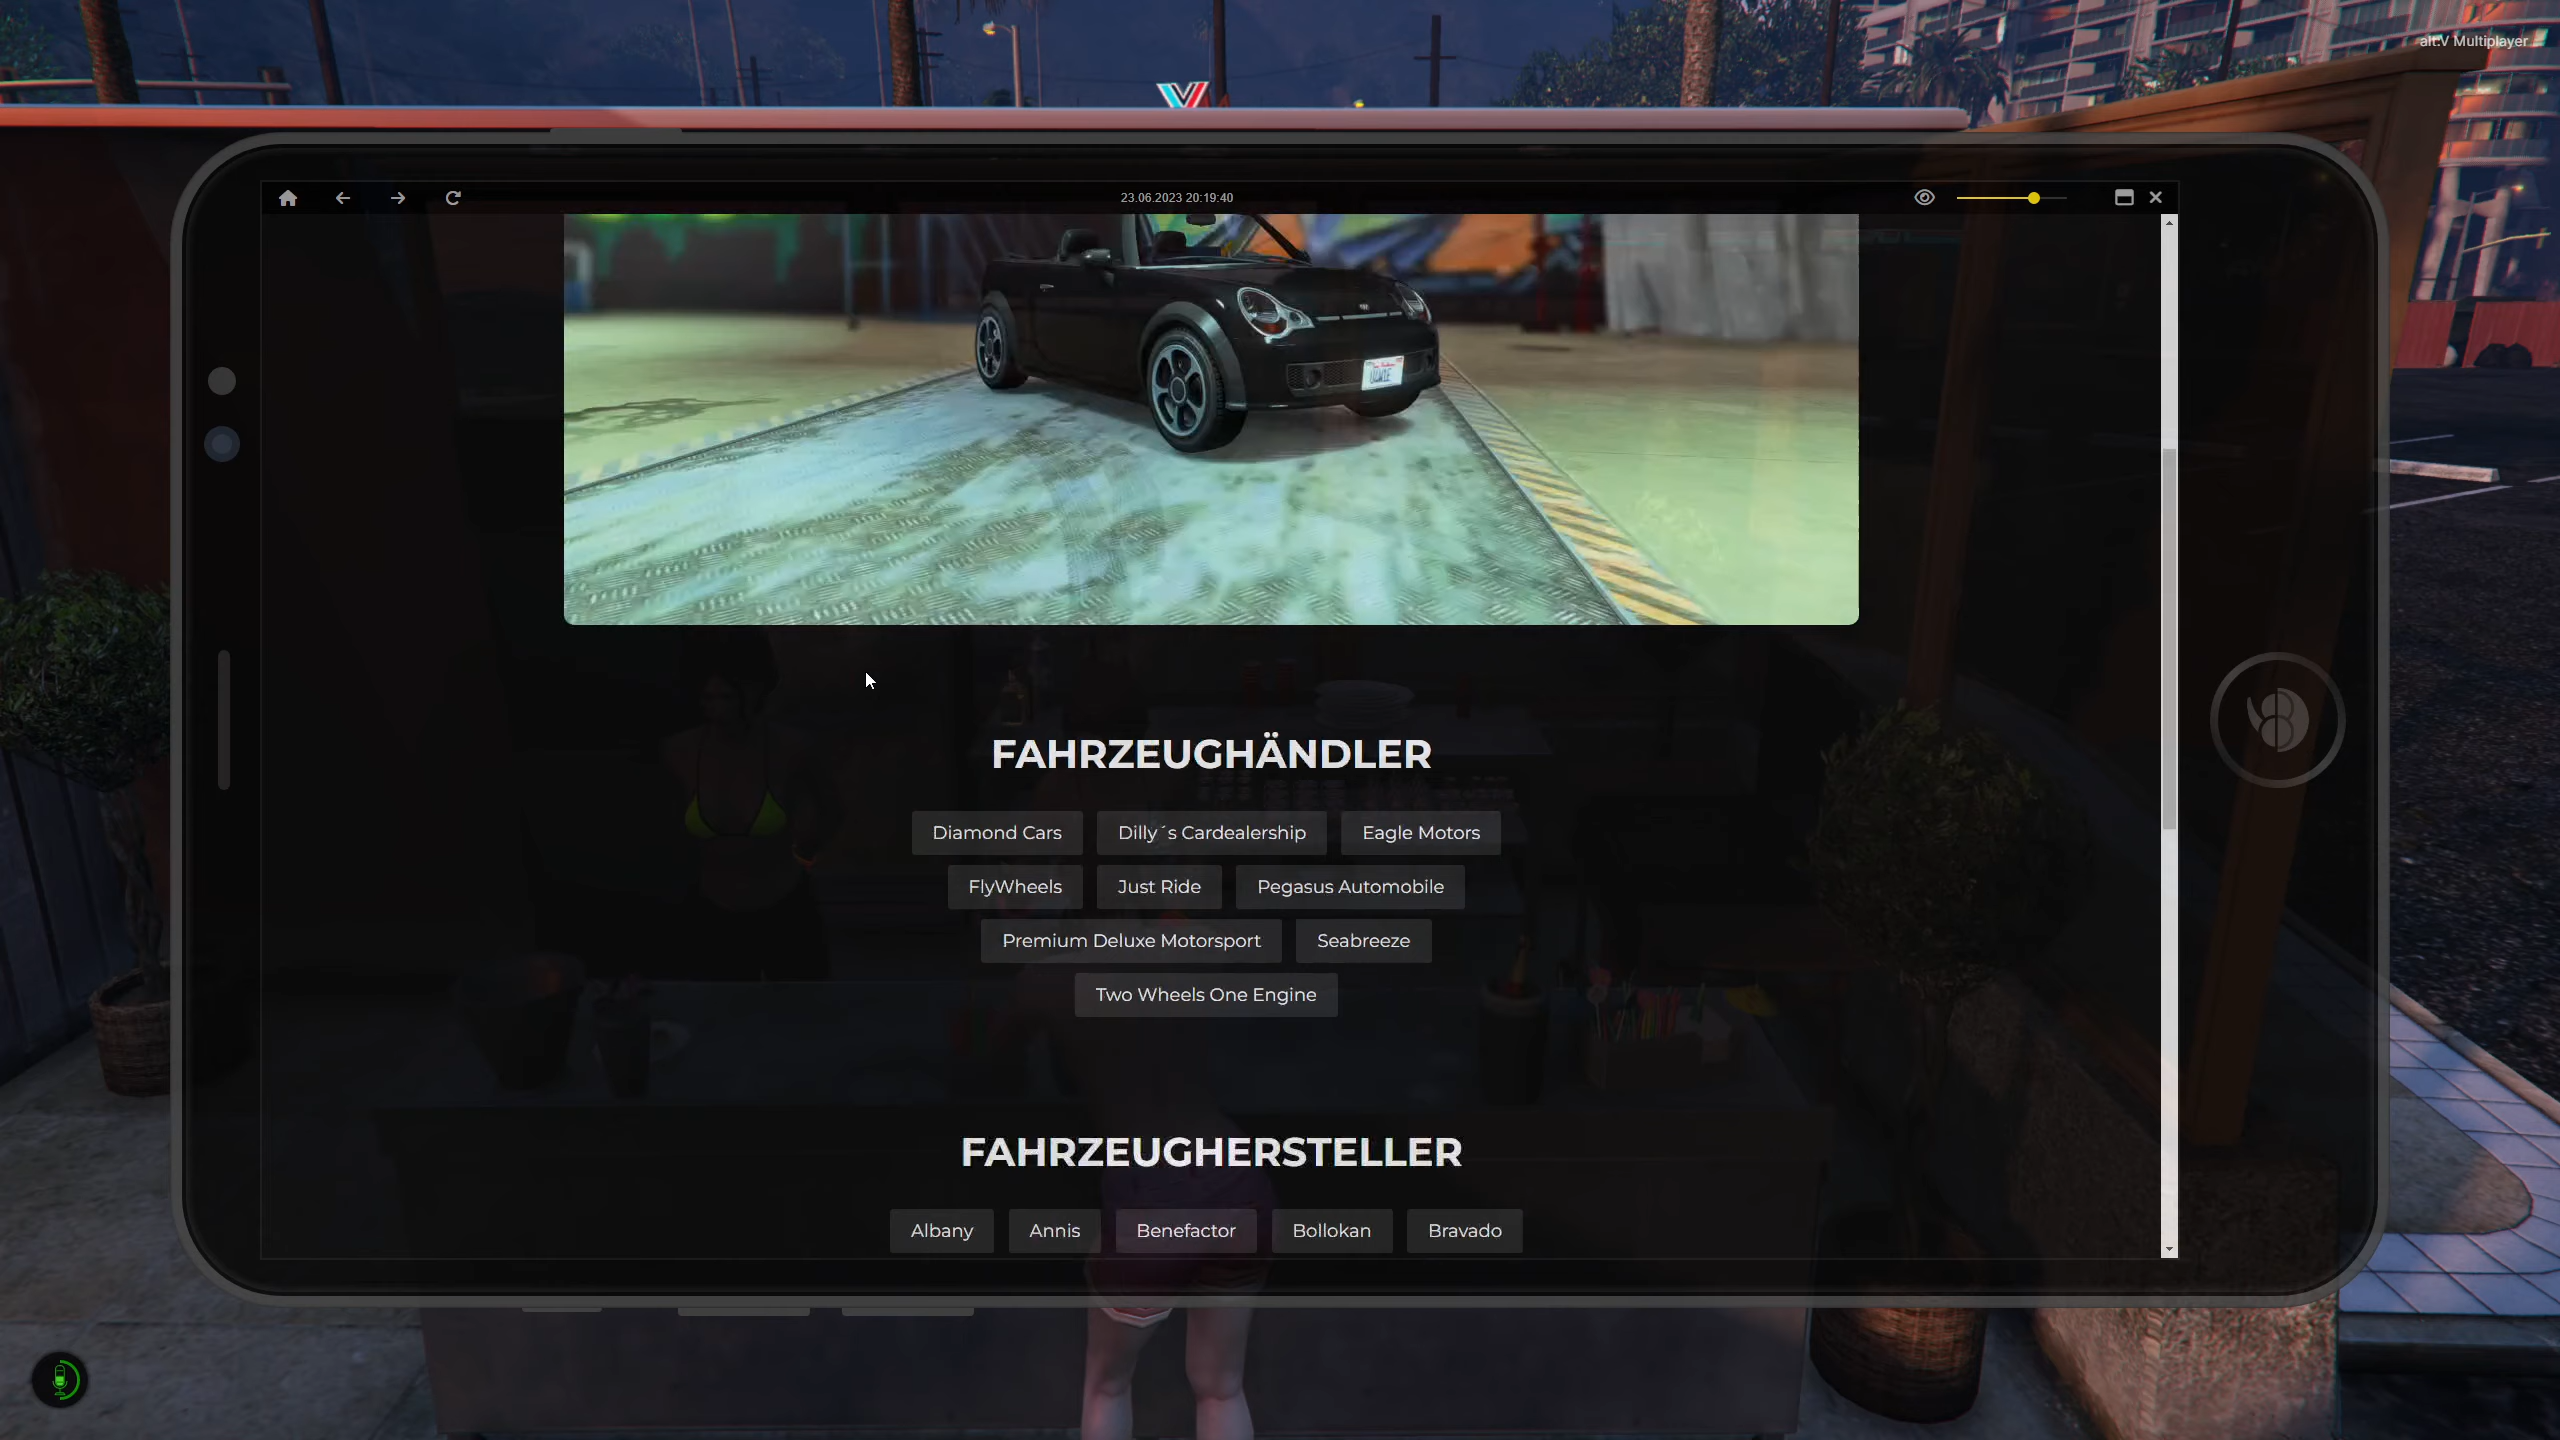 alt:V Multiplayer
23.06.2023 20:19:40
FAHRZEUGHÄNDLER
Diamond Cars
Dilly´s Cardealership
Eagle Motors
FlyWheels
Just Ride
Pegasus Automobile
Premium Deluxe Motorsport
Seabreeze
Two Wheels One Engine
FAHRZEUGHERSTELLER
Albany
Annis
Benefactor
Bollokan
Bravado